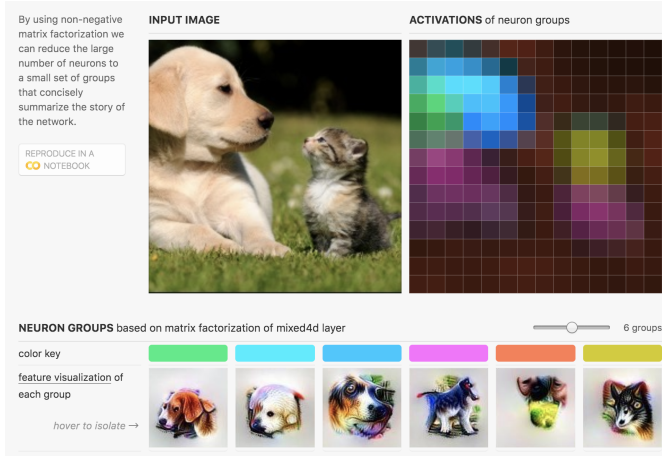 By using non-negative
matrix factorization we
can reduce the large
number of neurons to
a small set of groups
that concisely
summarize the story of
the network.
REPRODUCE IN A
CO NOTEBOOK
INPUT IMAGE
ACTIVATIONS of neuron groups
NEURON GROUPS based on matrix factorization of mixed4d layer
6 groups
color key
feature visualization of
each group
hover to isolate →